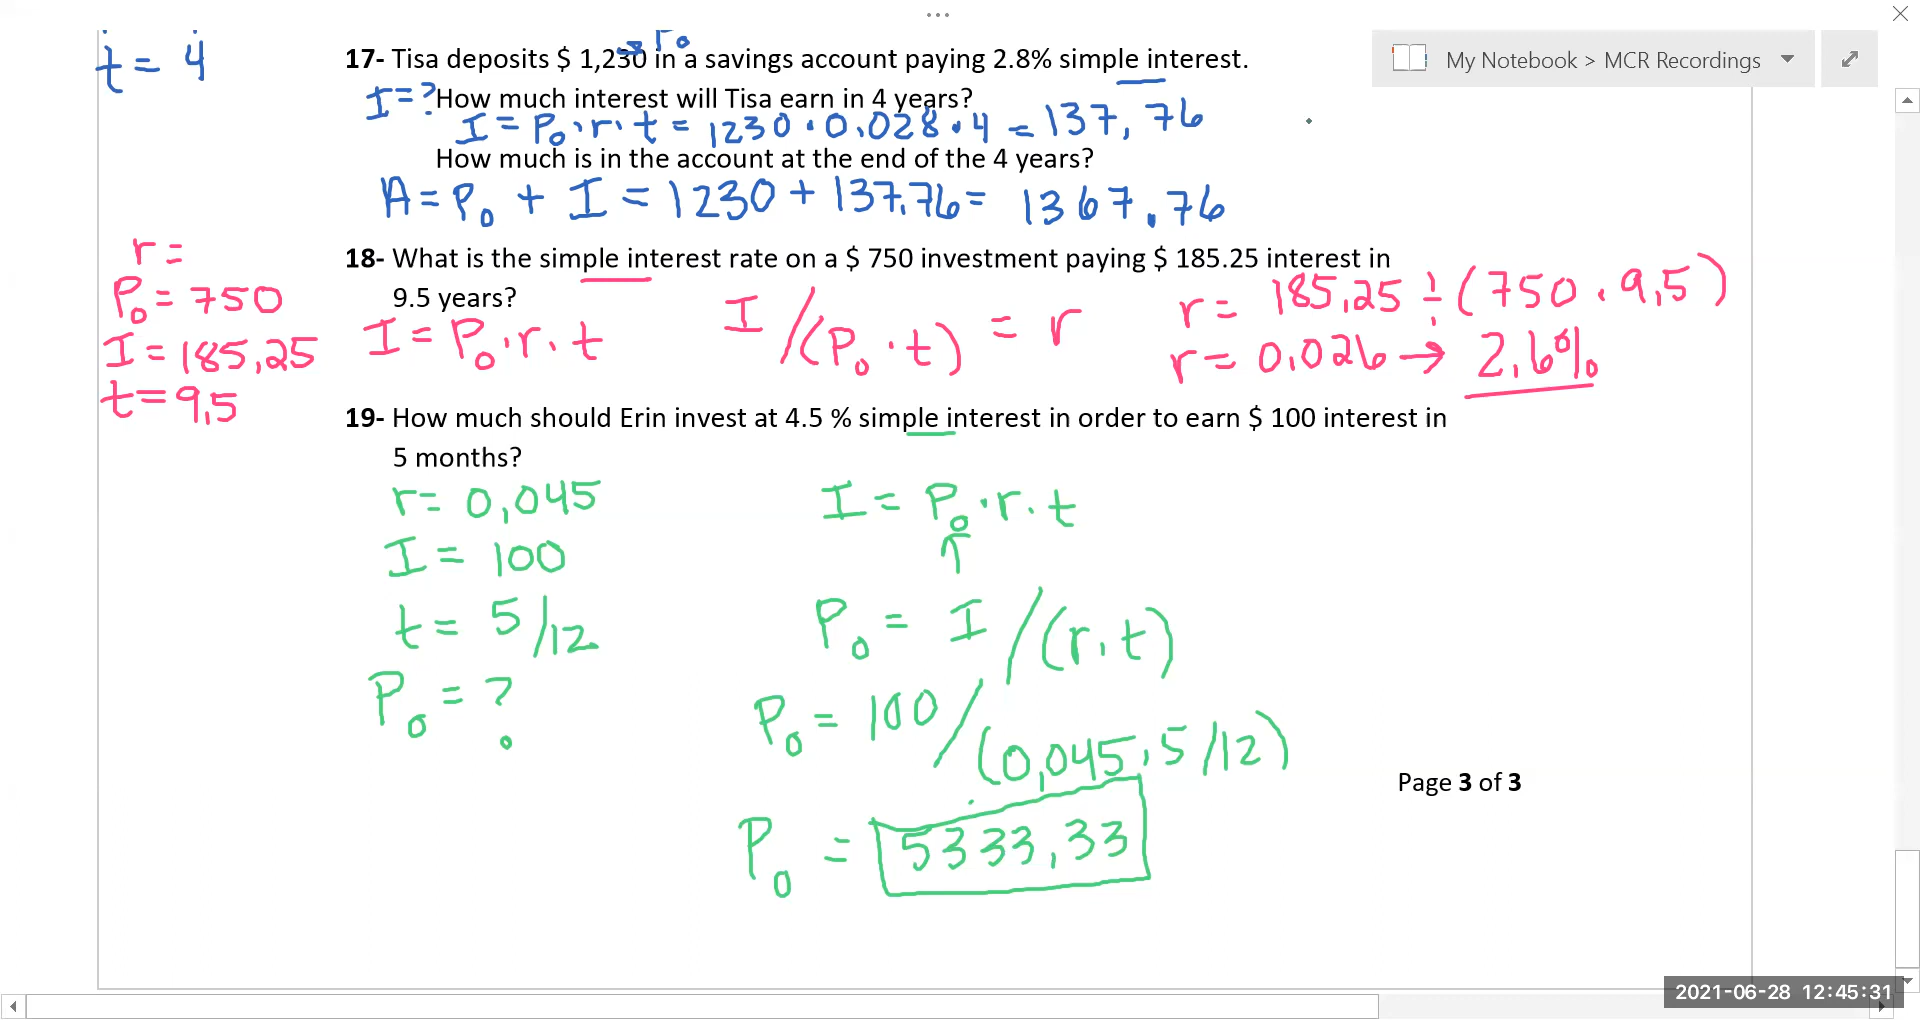 ...
t = 4
17- Tisa deposits $ 1,230 in a savings account paying 2.8% simple interest.
My Notebook > MCR Recordings
I = ? How much interest will Tisa earn in 4 years?
I = P0 · r · t = 1230 · 0.028 · 4 = 137,76
How much is in the account at the end of the 4 years?
A = P0 + I = 1230 + 137.76 = 1367.76
r =
18- What is the simple interest rate on a $ 750 investment paying $ 185.25 interest in
9.5 years?
P0 = 750
I = 185,25
t = 9,5
I = P0 · r · t
I / (P0 · t) = r
r = 185,25 ÷ (750 · 9,5)
r = 0,026 → 2,6%
19- How much should Erin invest at 4.5 % simple interest in order to earn $ 100 interest in
5 months?
r = 0,045
I = 100
t = 5/12
P0 = ?
I = P0 · r · t
P0 = I / (r · t)
P0 = 100 / (0,045 · 5/12)
P0 = 5333,33
Page 3 of 3
2021-06-28 12:45:31